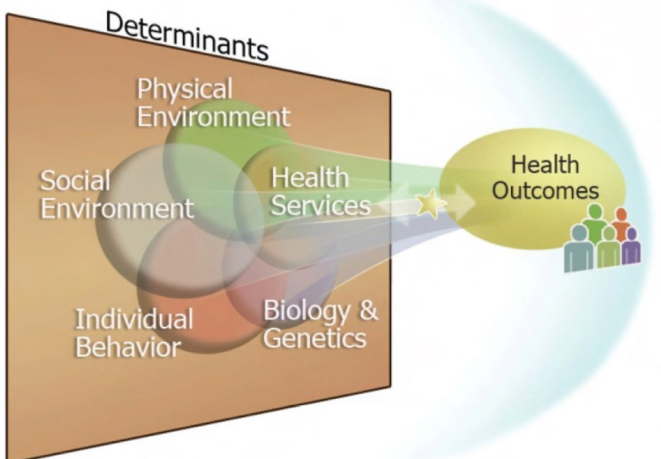 Determinants
Physical
Environment
Social
Environment
Health
Services
Individual
Behavior
Biology &
Genetics
Health
Outcomes